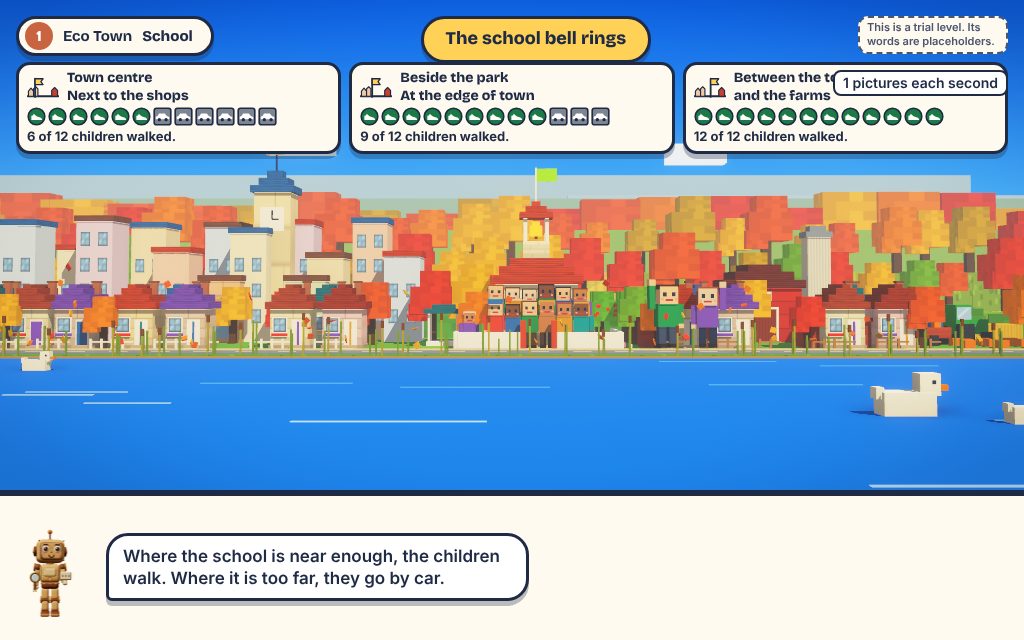 1 Eco Town School
The school bell rings
This is a trial level. Its
words are placeholders.
Town centre
Next to the shops
6 of 12 children walked.
Beside the park
At the edge of town
9 of 12 children walked.
Between the
and the farms
12 of 12 children walked.
1 pictures each second
Where the school is near enough, the children
walk. Where it is too far, they go by car.